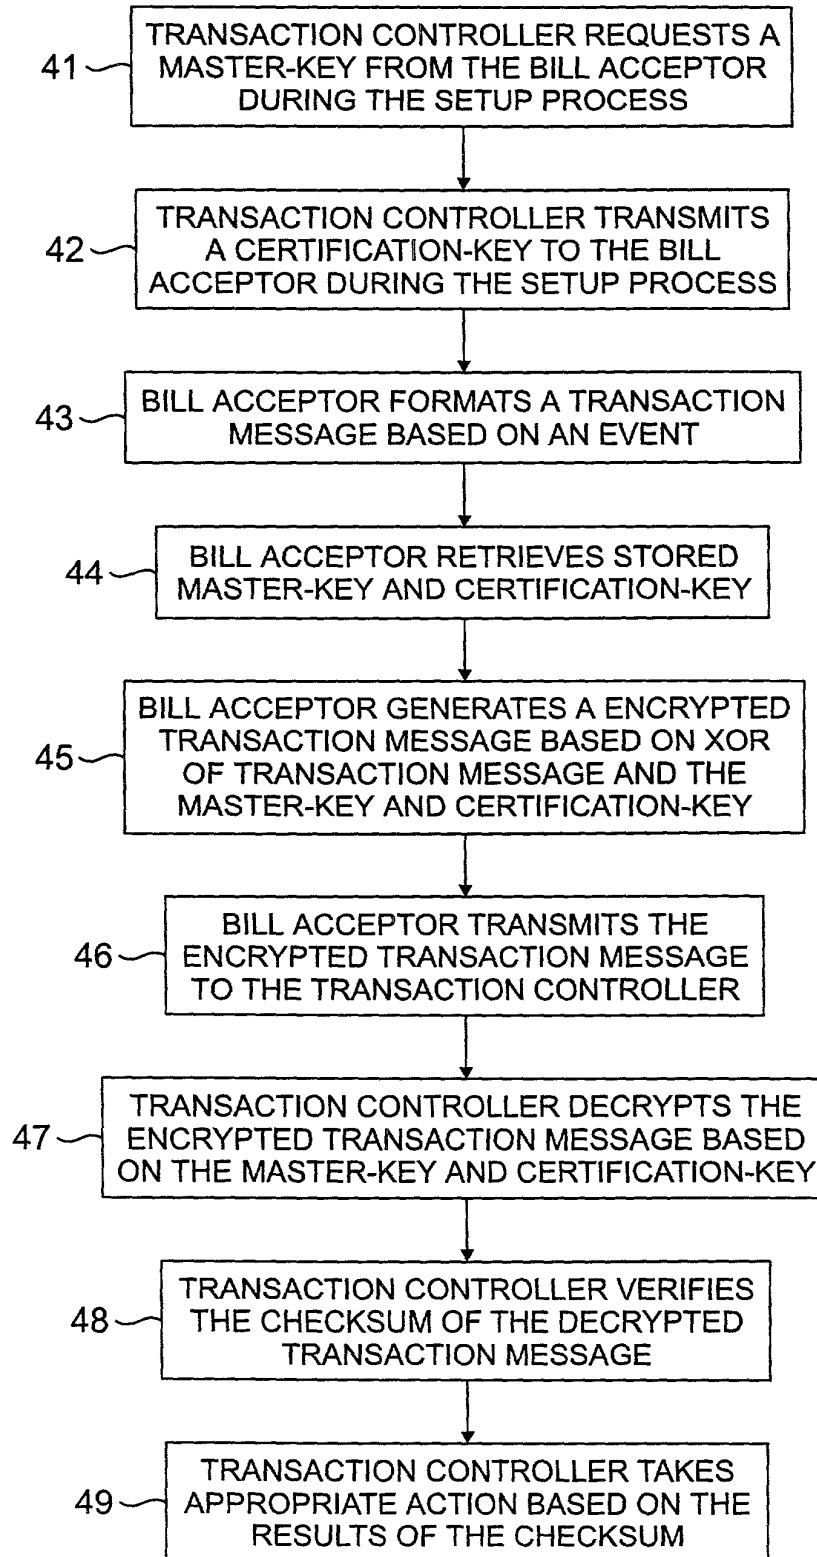 41
TRANSACTION CONTROLLER REQUESTS A
MASTER-KEY FROM THE BILL ACCEPTOR
DURING THE SETUP PROCESS
42
TRANSACTION CONTROLLER TRANSMITS
A CERTIFICATION-KEY TO THE BILL
ACCEPTOR DURING THE SETUP PROCESS
43
BILL ACCEPTOR FORMATS A TRANSACTION
MESSAGE BASED ON AN EVENT
44
BILL ACCEPTOR RETRIEVES STORED
MASTER-KEY AND CERTIFICATION-KEY
45
BILL ACCEPTOR GENERATES A ENCRYPTED
TRANSACTION MESSAGE BASED ON XOR
OF TRANSACTION MESSAGE AND THE
MASTER-KEY AND CERTIFICATION-KEY
46
BILL ACCEPTOR TRANSMITS THE
ENCRYPTED TRANSACTION MESSAGE
TO THE TRANSACTION CONTROLLER
47
TRANSACTION CONTROLLER DECRYPTS THE
ENCRYPTED TRANSACTION MESSAGE BASED
ON THE MASTER-KEY AND CERTIFICATION-KEY
48
TRANSACTION CONTROLLER VERIFIES
THE CHECKSUM OF THE DECRYPTED
TRANSACTION MESSAGE
49
TRANSACTION CONTROLLER TAKES
APPROPRIATE ACTION BASED ON THE
RESULTS OF THE CHECKSUM